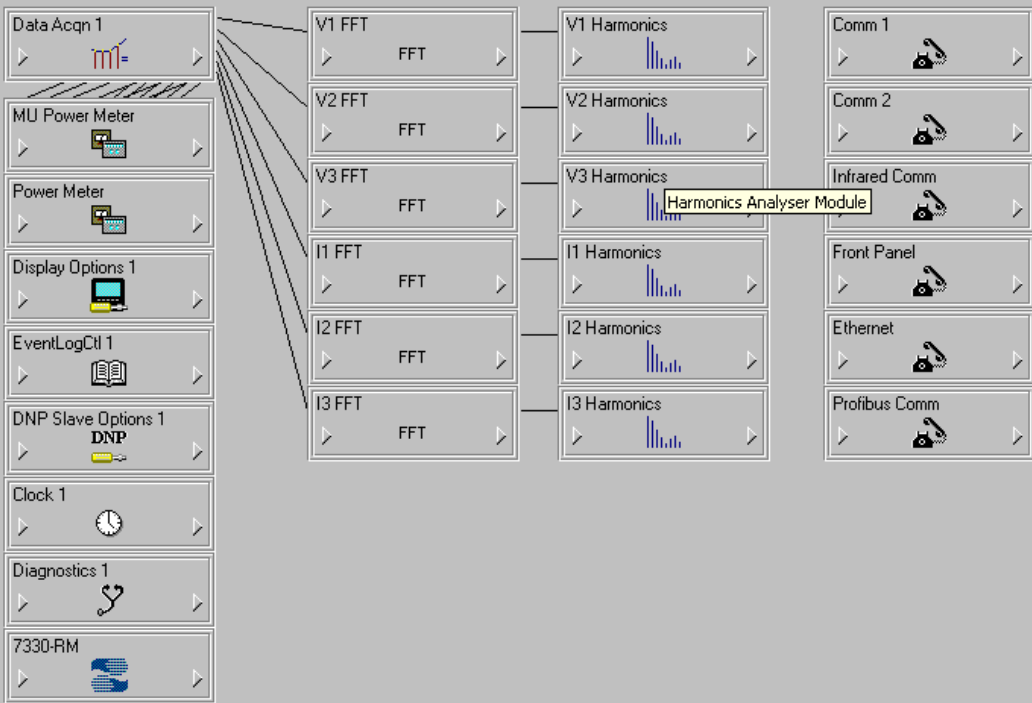 Data Acqn 1
MU Power Meter
Power Meter
Display Options 1
EventLogCtl 1
DNP Slave Options 1
DNP
Clock 1
Diagnostics 1
7330-RM
V1 FFT
FFT
V2 FFT
FFT
V3 FFT
FFT
I1 FFT
FFT
I2 FFT
FFT
I3 FFT
FFT
V1 Harmonics
V2 Harmonics
V3 Harmonics
Harmonics Analyser Module
I1 Harmonics
I2 Harmonics
I3 Harmonics
Comm 1
Comm 2
Infrared Comm
Front Panel
Ethernet
Profibus Comm